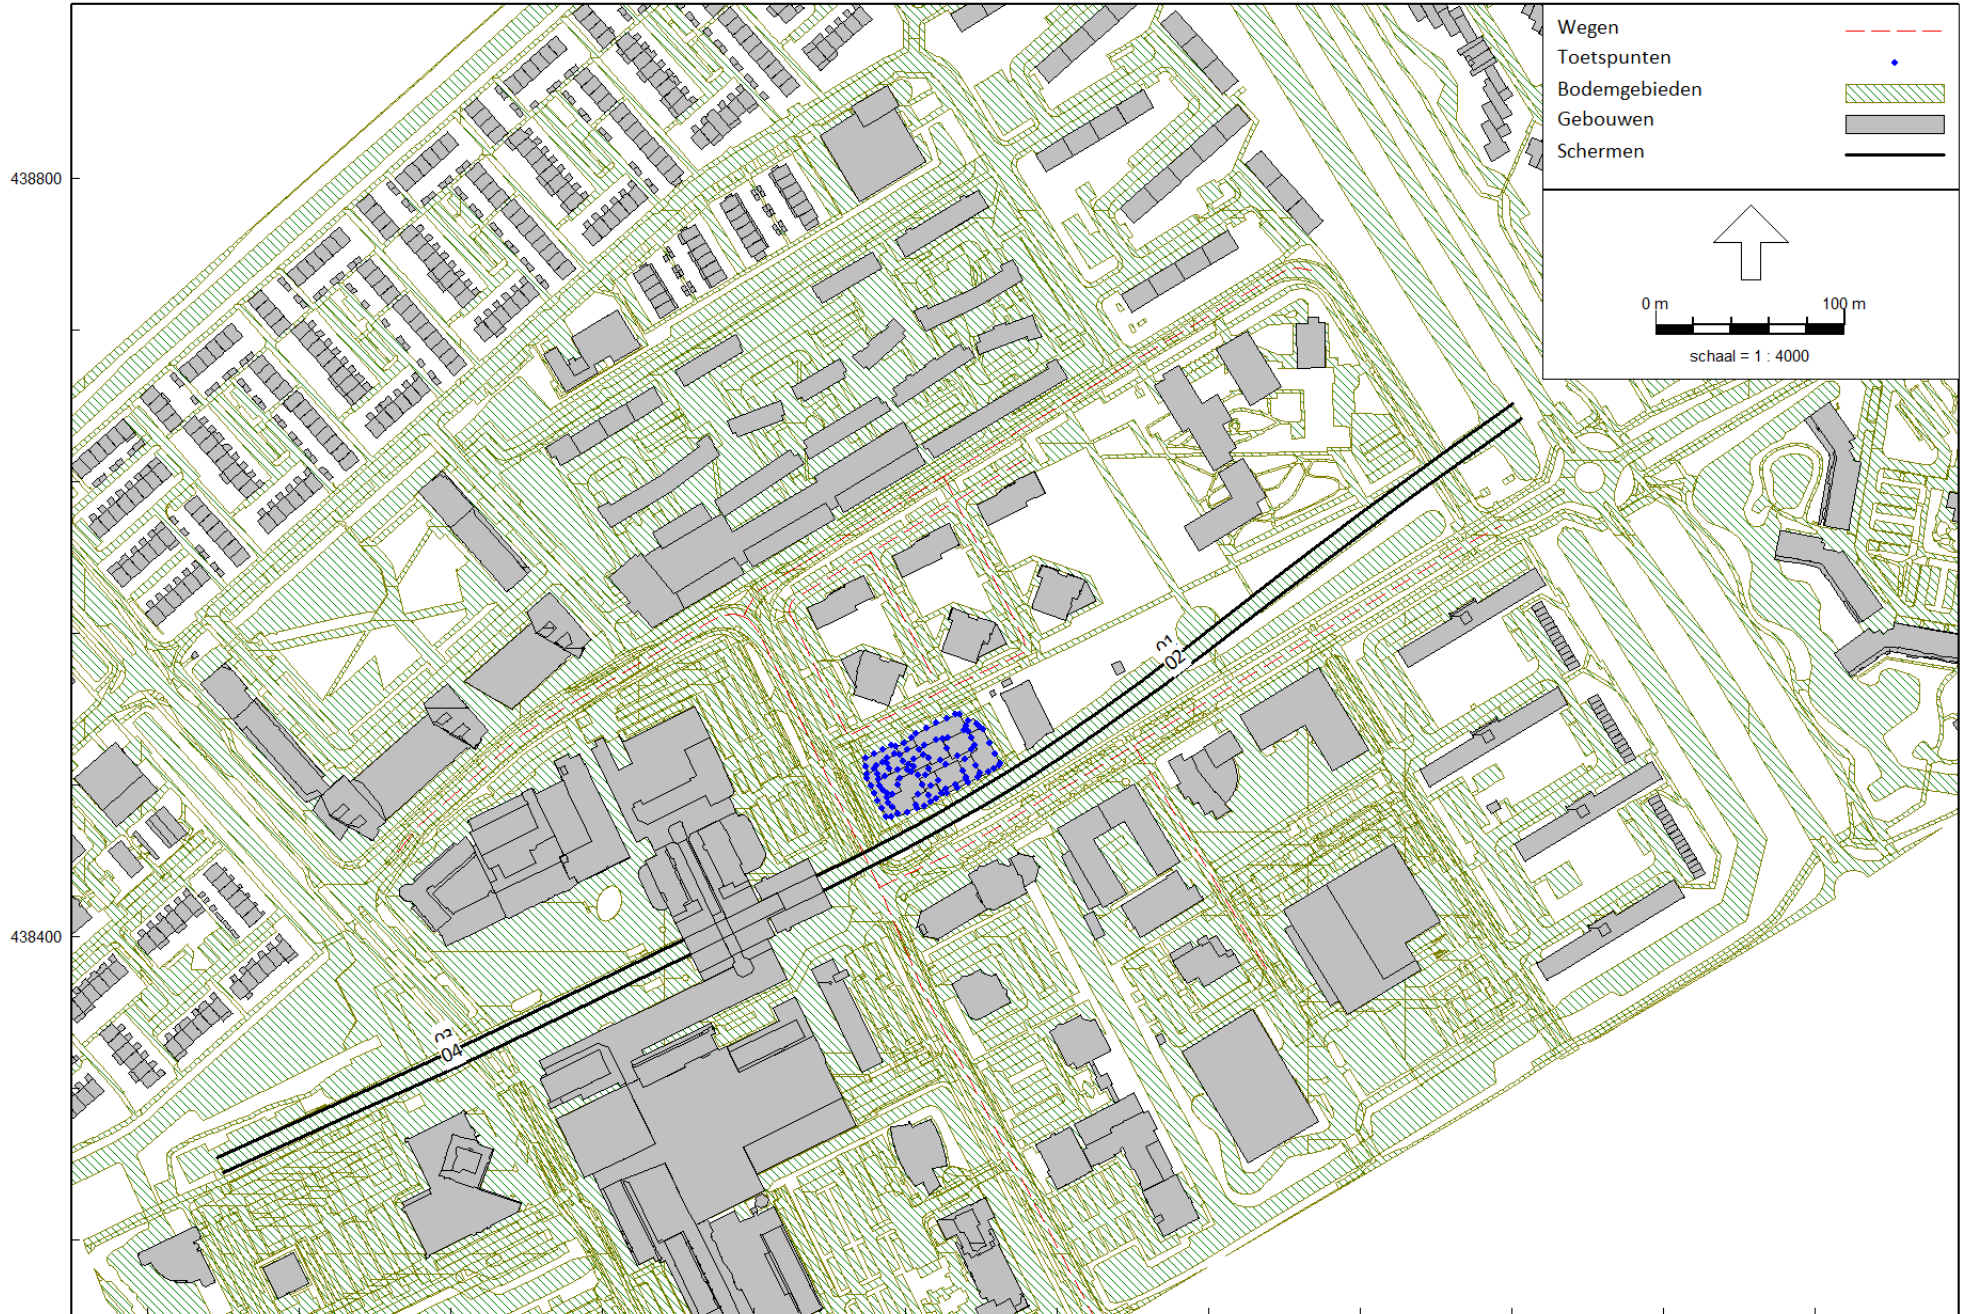 Wegen
Toetspunten
Bodemgebieden
Gebouwen
Schermen
0 m 100 m
schaal = 1 : 4000
438800
01
02
438400
03
04